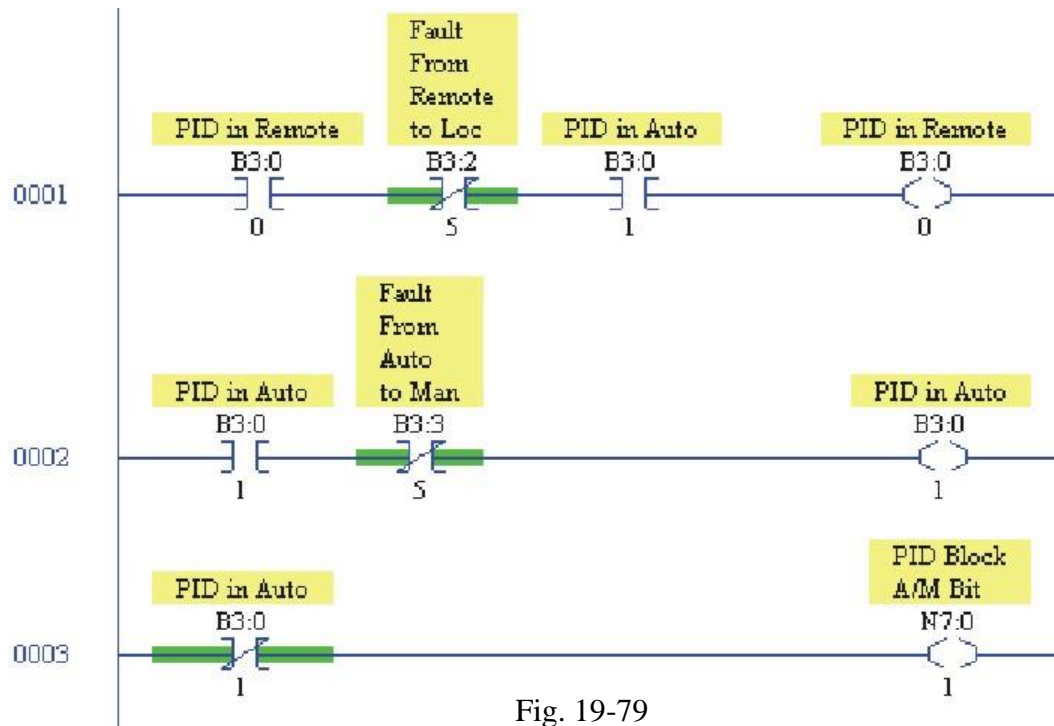 Fault
From
Remote
to Loc
PID in Remote
PID in Auto
PID in Remote
B3:0
B3:2
B3:0
B3:0
0001
0
5
1
0
Fault
From
Auto
to Man
PID in Auto
PID in Auto
B3:0
B3:3
B3:0
0002
1
5
1
PID Block
A/M Bit
PID in Auto
B3:0
N7:0
0003
1
1
Fig. 19-79